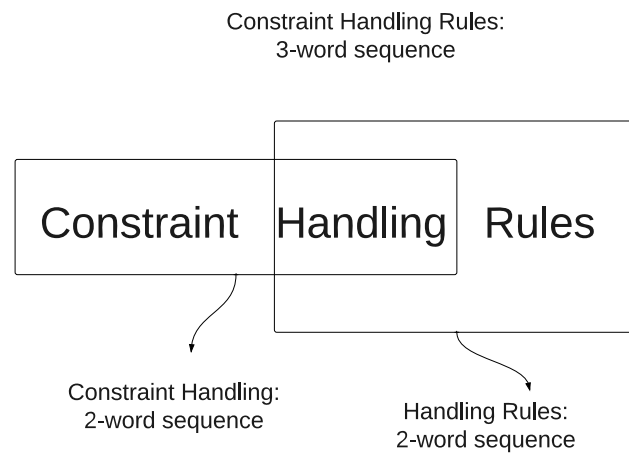 Constraint Handling Rules:
3-word sequence
Constraint Handling Rules
Constraint Handling:
2-word sequence
Handling Rules:
2-word sequence